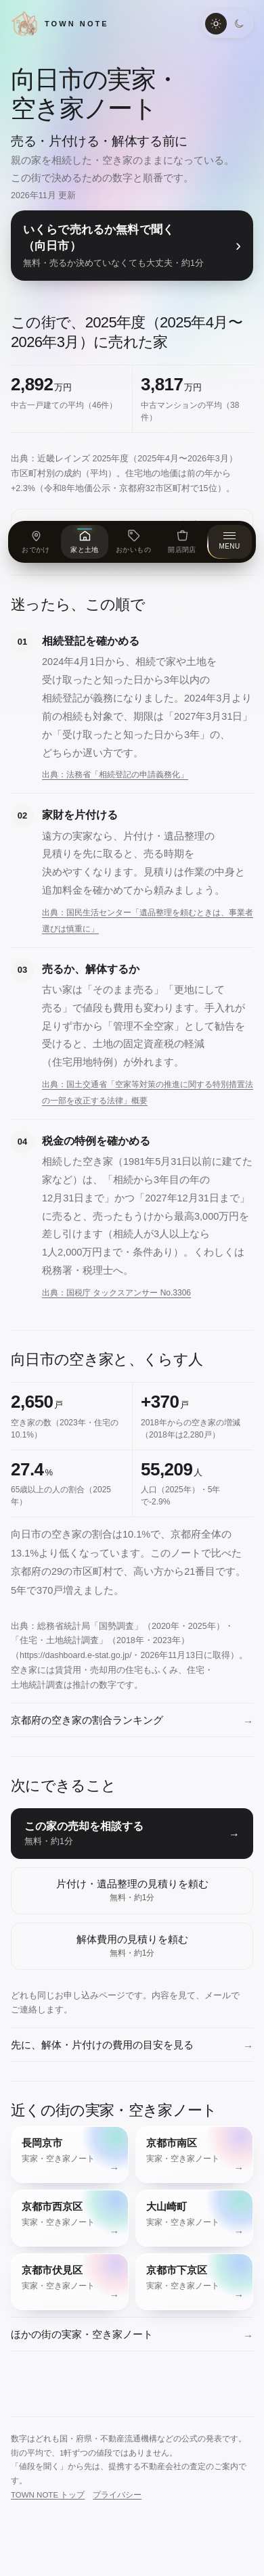 TOWN NOTE
向日市の実家・
空き家ノート
売る・片付ける・解体する前に
親の家を相続した・空き家のままになっている。
この街で決めるための数字と順番です。
2026年11月 更新
いくらで売れるか無料で聞く
（向日市）
無料・売るか決めていなくても大丈夫・約1分
›
この街で、2025年度（2025年4月〜
2026年3月）に売れた家
2,892万円
中古一戸建ての平均（46件）
3,817万円
中古マンションの平均（38
件）
出典：近畿レインズ 2025年度（2025年4月〜2026年3月）
市区町村別の成約（平均）。住宅地の地価は前の年から
+2.3%（令和8年地価公示・京都府32市区町村で15位）。
おでかけ
家と土地
おかいもの
開店閉店
MENU
迷ったら、この順で
01
相続登記を確かめる
2024年4月1日から、相続で家や土地を
受け取ったと知った日から3年以内の
相続登記が義務になりました。2024年3月より
前の相続も対象で、期限は「2027年3月31日」
か「受け取ったと知った日から3年」の、
どちらか遅い方です。
出典：法務省「相続登記の申請義務化」
02
家財を片付ける
遠方の実家なら、片付け・遺品整理の
見積りを先に取ると、売る時期を
決めやすくなります。見積りは作業の中身と
追加料金を確かめてから頼みましょう。
出典：国民生活センター「遺品整理を頼むときは、事業者
選びは慎重に」
03
売るか、解体するか
古い家は「そのまま売る」「更地にして
売る」で値段も費用も変わります。手入れが
足りず市から「管理不全空家」として勧告を
受けると、土地の固定資産税の軽減
（住宅用地特例）が外れます。
出典：国土交通省「空家等対策の推進に関する特別措置法
の一部を改正する法律」概要
04
税金の特例を確かめる
相続した空き家（1981年5月31日以前に建てた
家など）は、「相続から3年目の年の
12月31日まで」かつ「2027年12月31日まで」
に売ると、売ったもうけから最高3,000万円を
差し引けます（相続人が3人以上なら
1人2,000万円まで・条件あり）。くわしくは
税務署・税理士へ。
出典：国税庁 タックスアンサー No.3306
向日市の空き家と、くらす人
2,650戸
空き家の数（2023年・住宅の
10.1%）
+370戸
2018年からの空き家の増減
（2018年は2,280戸）
27.4%
65歳以上の人の割合（2025
年）
55,209人
人口（2025年）・5年
で-2.9%
向日市の空き家の割合は10.1%で、京都府全体の
13.1%より低くなっています。このノートで比べた
京都府の29の市区町村で、高い方から21番目です。
5年で370戸増えました。
出典：総務省統計局「国勢調査」（2020年・2025年）・
「住宅・土地統計調査」（2018年・2023年）
（https://dashboard.e-stat.go.jp/・2026年11月13日に取得）。
空き家には賃貸用・売却用の住宅もふくみ、住宅・
土地統計調査は推計の数字です。
京都府の空き家の割合ランキング →
次にできること
この家の売却を相談する
無料・約1分
→
片付け・遺品整理の見積りを頼む
無料・約1分
解体費用の見積りを頼む
無料・約1分
どれも同じお申し込みページです。内容を見て、メールで
ご連絡します。
先に、解体・片付けの費用の目安を見る →
近くの街の実家・空き家ノート
長岡京市
実家・空き家ノート
→
京都市南区
実家・空き家ノート
→
京都市西京区
実家・空き家ノート
→
大山崎町
実家・空き家ノート
→
京都市伏見区
実家・空き家ノート
→
京都市下京区
実家・空き家ノート
→
ほかの街の実家・空き家ノート →
数字はどれも国・府県・不動産流通機構などの公式の発表です。
街の平均で、1軒ずつの値段ではありません。
「値段を聞く」から先は、提携する不動産会社の査定のご案内で
す。
TOWN NOTE トップ プライバシー